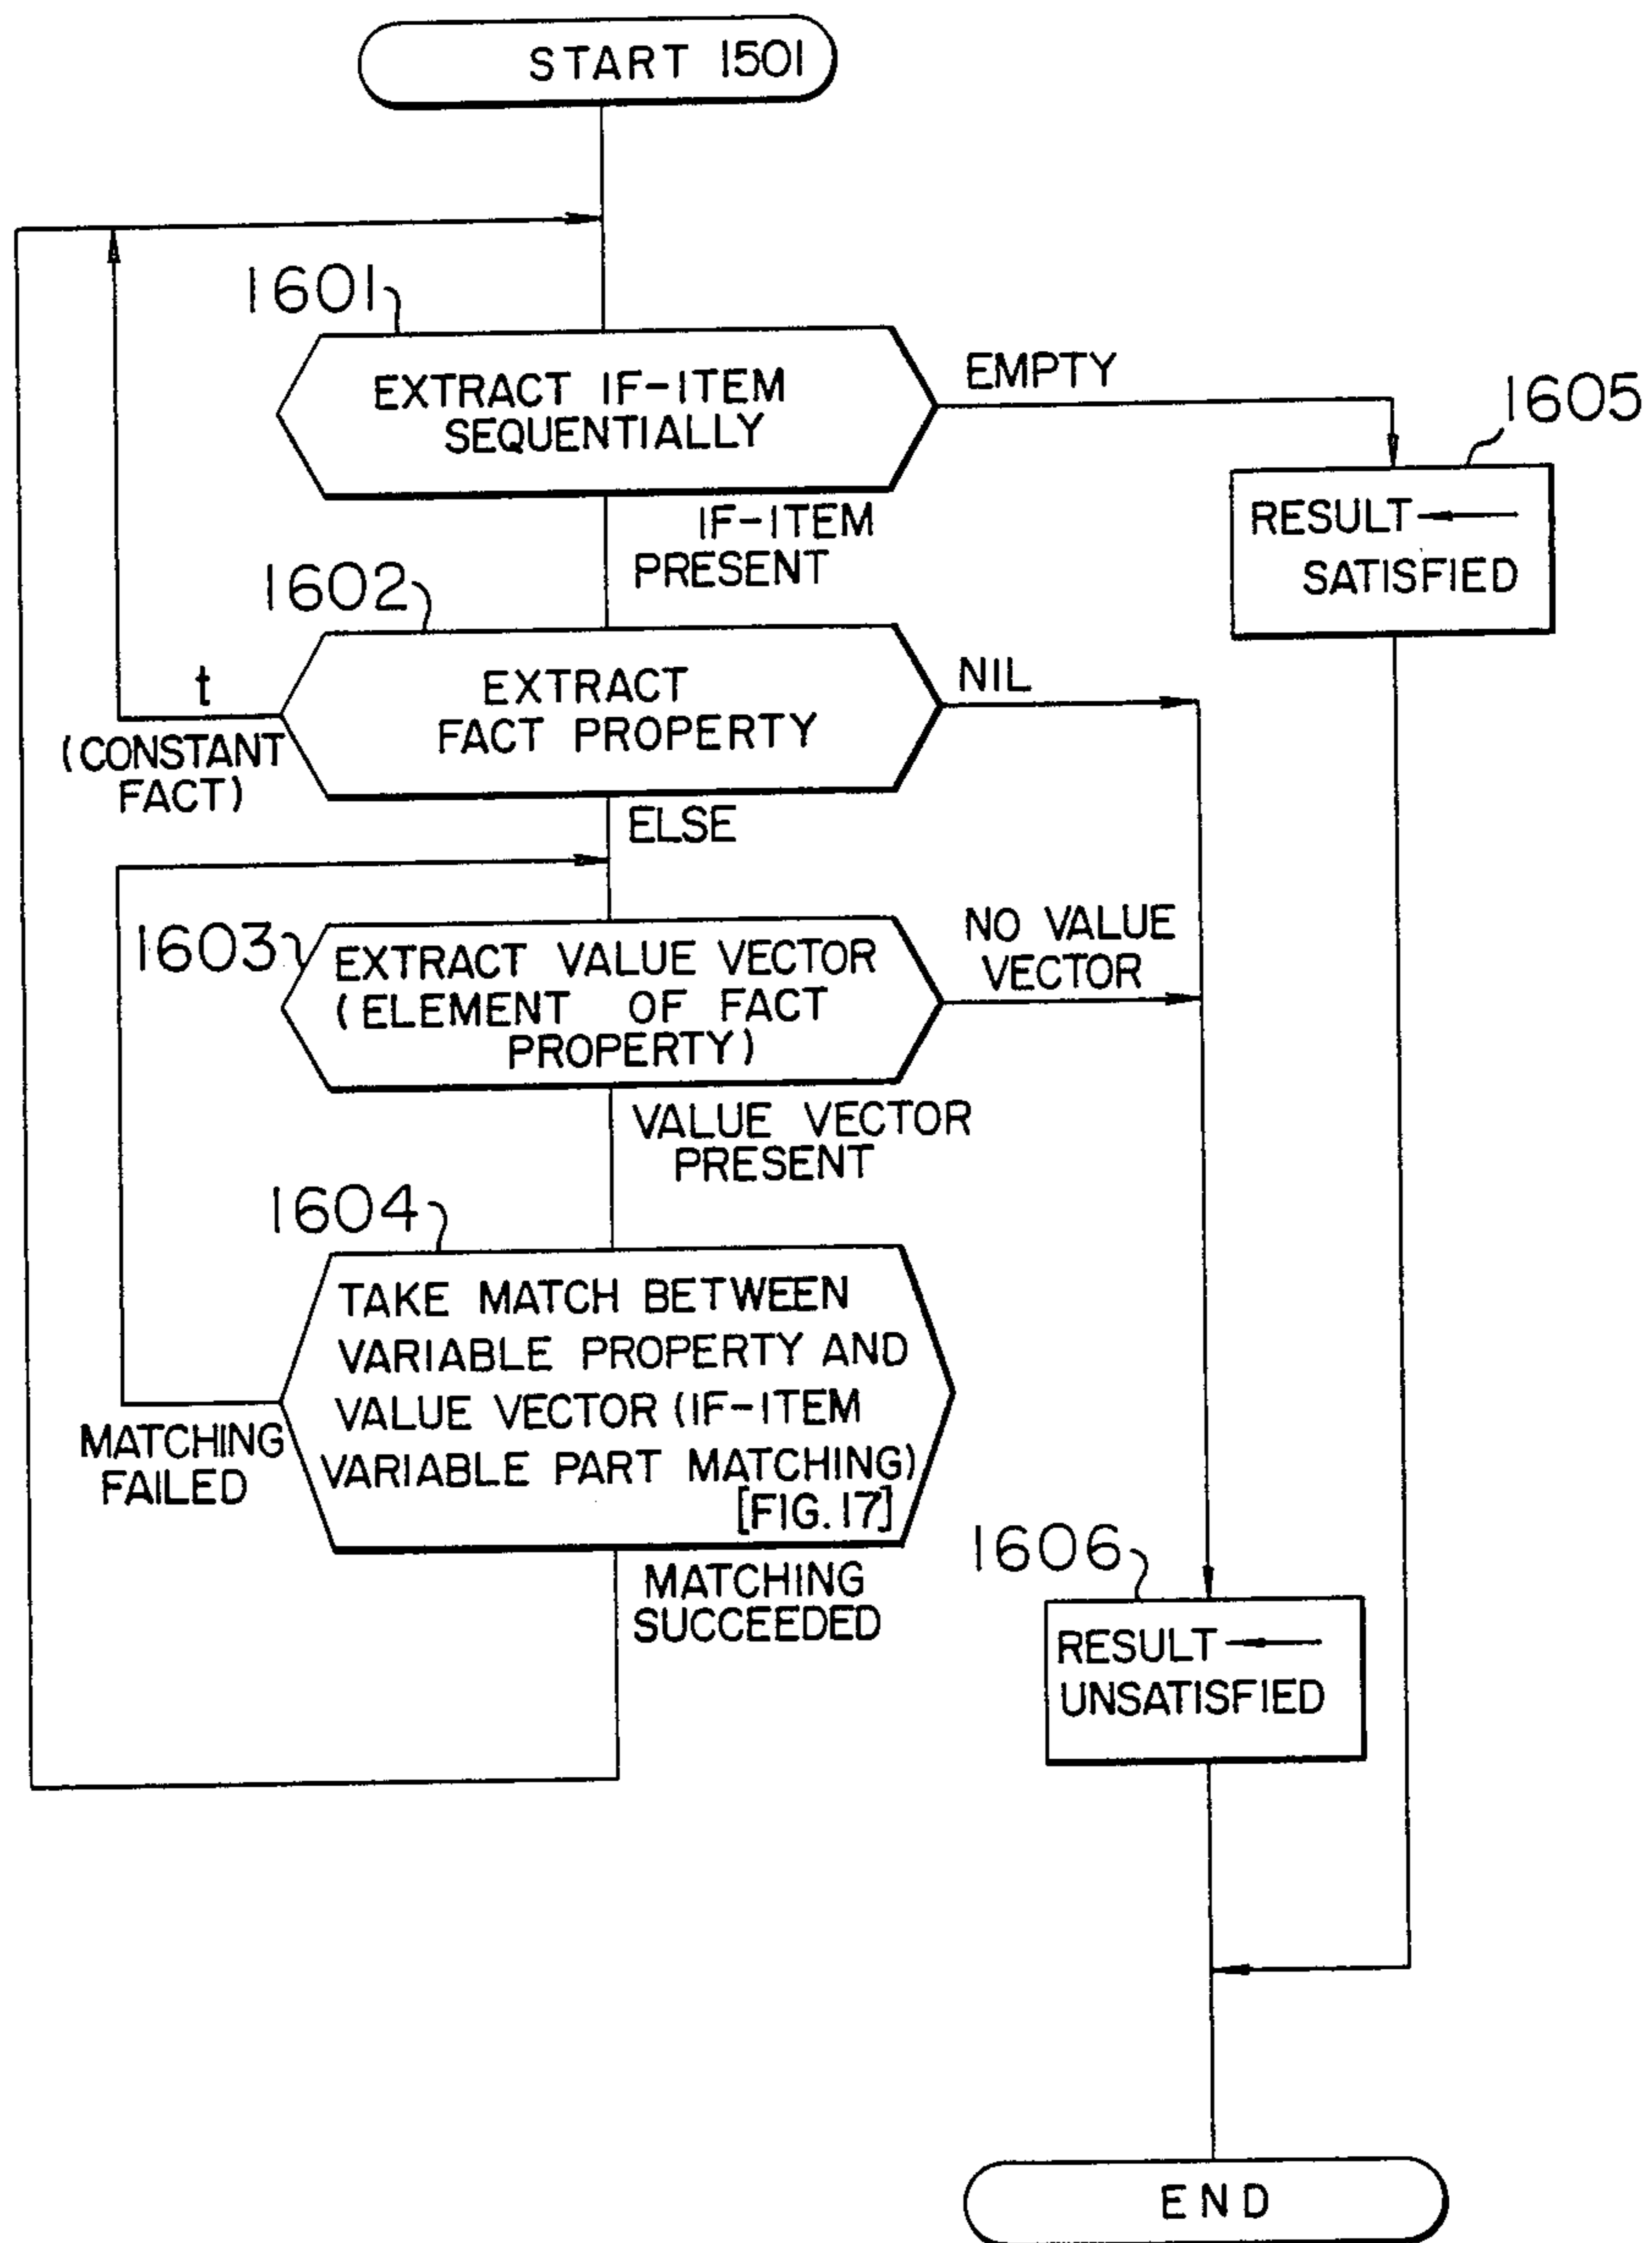 START 1501
1601
EXTRACT IF-ITEM
SEQUENTIALLY
EMPTY
1605
RESULT ←
SATISFIED
IF-ITEM
PRESENT
1602
EXTRACT
FACT PROPERTY
NIL
t
(CONSTANT
FACT)
ELSE
1603
EXTRACT VALUE VECTOR
(ELEMENT OF FACT
PROPERTY)
NO VALUE
VECTOR
VALUE VECTOR
PRESENT
1604
TAKE MATCH BETWEEN
VARIABLE PROPERTY AND
VALUE VECTOR (IF-ITEM
VARIABLE PART MATCHING)
[FIG. 17]
MATCHING
FAILED
MATCHING
SUCCEEDED
1606
RESULT ←
UNSATISFIED
END